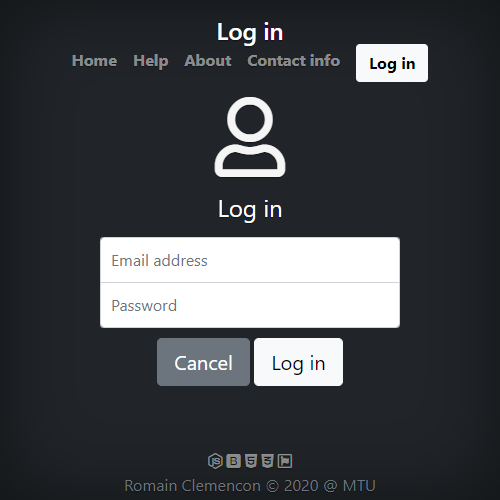 Log in
Home Help About Contact info Log in
Log in
Email address
Password
Cancel Log in
Romain Clemencon © 2020 @ MTU